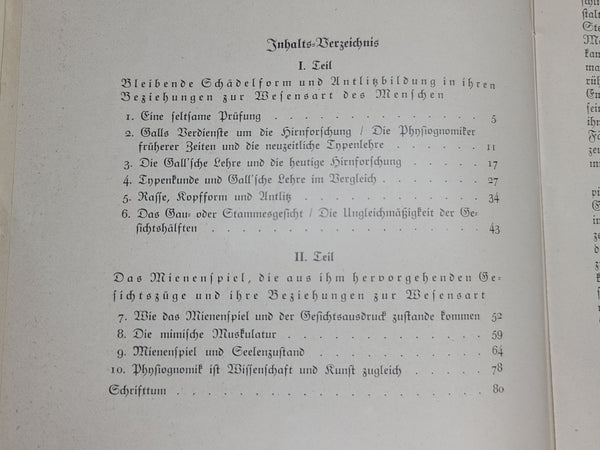 Inhalts-Verzeichnis
I. Teil
Bleibende Schädelform und Antlitzbildung in ihren
Beziehungen zur Wesensart des Menschen
1. Eine seltsame Prüfung . . . . . . . . . . 5
2. Galls Verdienste um die Hirnforschung / Die Physiognomiker
früherer Zeiten und die neuzeitliche Typenlehre . . . . 11
3. Die Gall'sche Lehre und die heutige Hirnforschung . . . . 17
4. Typenkunde und Gall'sche Lehre im Vergleich . . . . . 27
5. Rasse, Kopfform und Antlitz . . . . . . . . 34
6. Das Gau- oder Stammesgesicht / Die Ungleichmäßigkeit der Ge-
sichtshälften . . . . . . . . . . . . 43
II. Teil
Das Mienenspiel, die aus ihm hervorgehenden Ge-
sichtszüge und ihre Beziehungen zur Wesensart
7. Wie das Mienenspiel und der Gesichtsausdruck zustande kommen 52
8. Die mimische Muskulatur . . . . . . . . . 59
9. Mienenspiel und Seelenzustand . . . . . . . . 64
10. Physiognomik ist Wissenschaft und Kunst zugleich . . . . 78
Schrifttum . . . . . . . . . . . . . 80